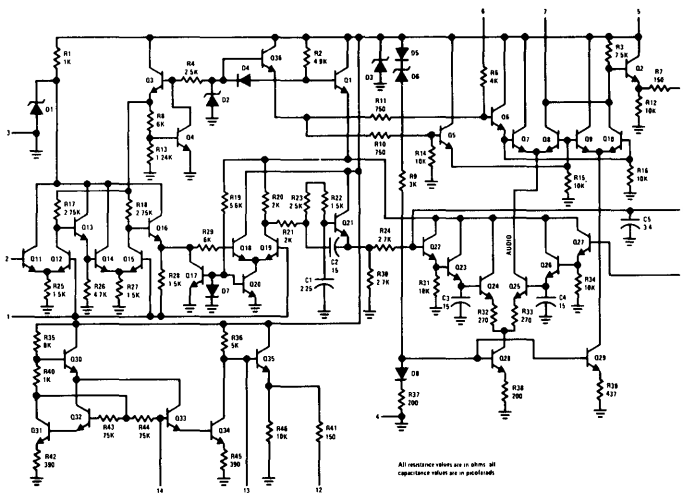 6
7
5
R1
1K
R4
2.5K
Q36
R2
4.9K
D5
R3
7.5K
Q2
R7
150
Q3
D4
Q1
D3
D6
R6
4K
R12
10K
D1
D2
R11
750
Q6
3
R8
6K
Q4
R10
750
Q5
Q7
Q8
Q9
Q10
R13
1.24K
R14
10K
R9
3K
R15
10K
R16
10K
R17
2.75K
Q13
R18
2.75K
Q16
R19
5.6K
R20
2K
R23
2.5K
R22
1.5K
Q21
R29
6K
R21
2K
R24
2.7K
C5
3.4
AUDIO
2
Q11
Q12
Q14
Q15
Q18
Q19
C2
15
Q22
Q23
Q26
Q27
R28
1.5K
Q17
Q20
R30
2.7K
R31
18K
Q24
Q25
R34
18K
R25
1.5K
R26
4.7K
R27
1.5K
D7
C1
2.25
C3
15
C4
15
R32
270
R33
270
1
R35
8K
Q30
R36
5K
Q35
Q28
Q29
R40
1K
D8
Q31
Q32
R43
75K
R44
75K
Q33
Q34
R37
200
R38
200
R39
437
R46
10K
R41
150
4
R42
390
R45
390
14
13
12
All resistance values are in ohms all
capacitance values are in picofarads